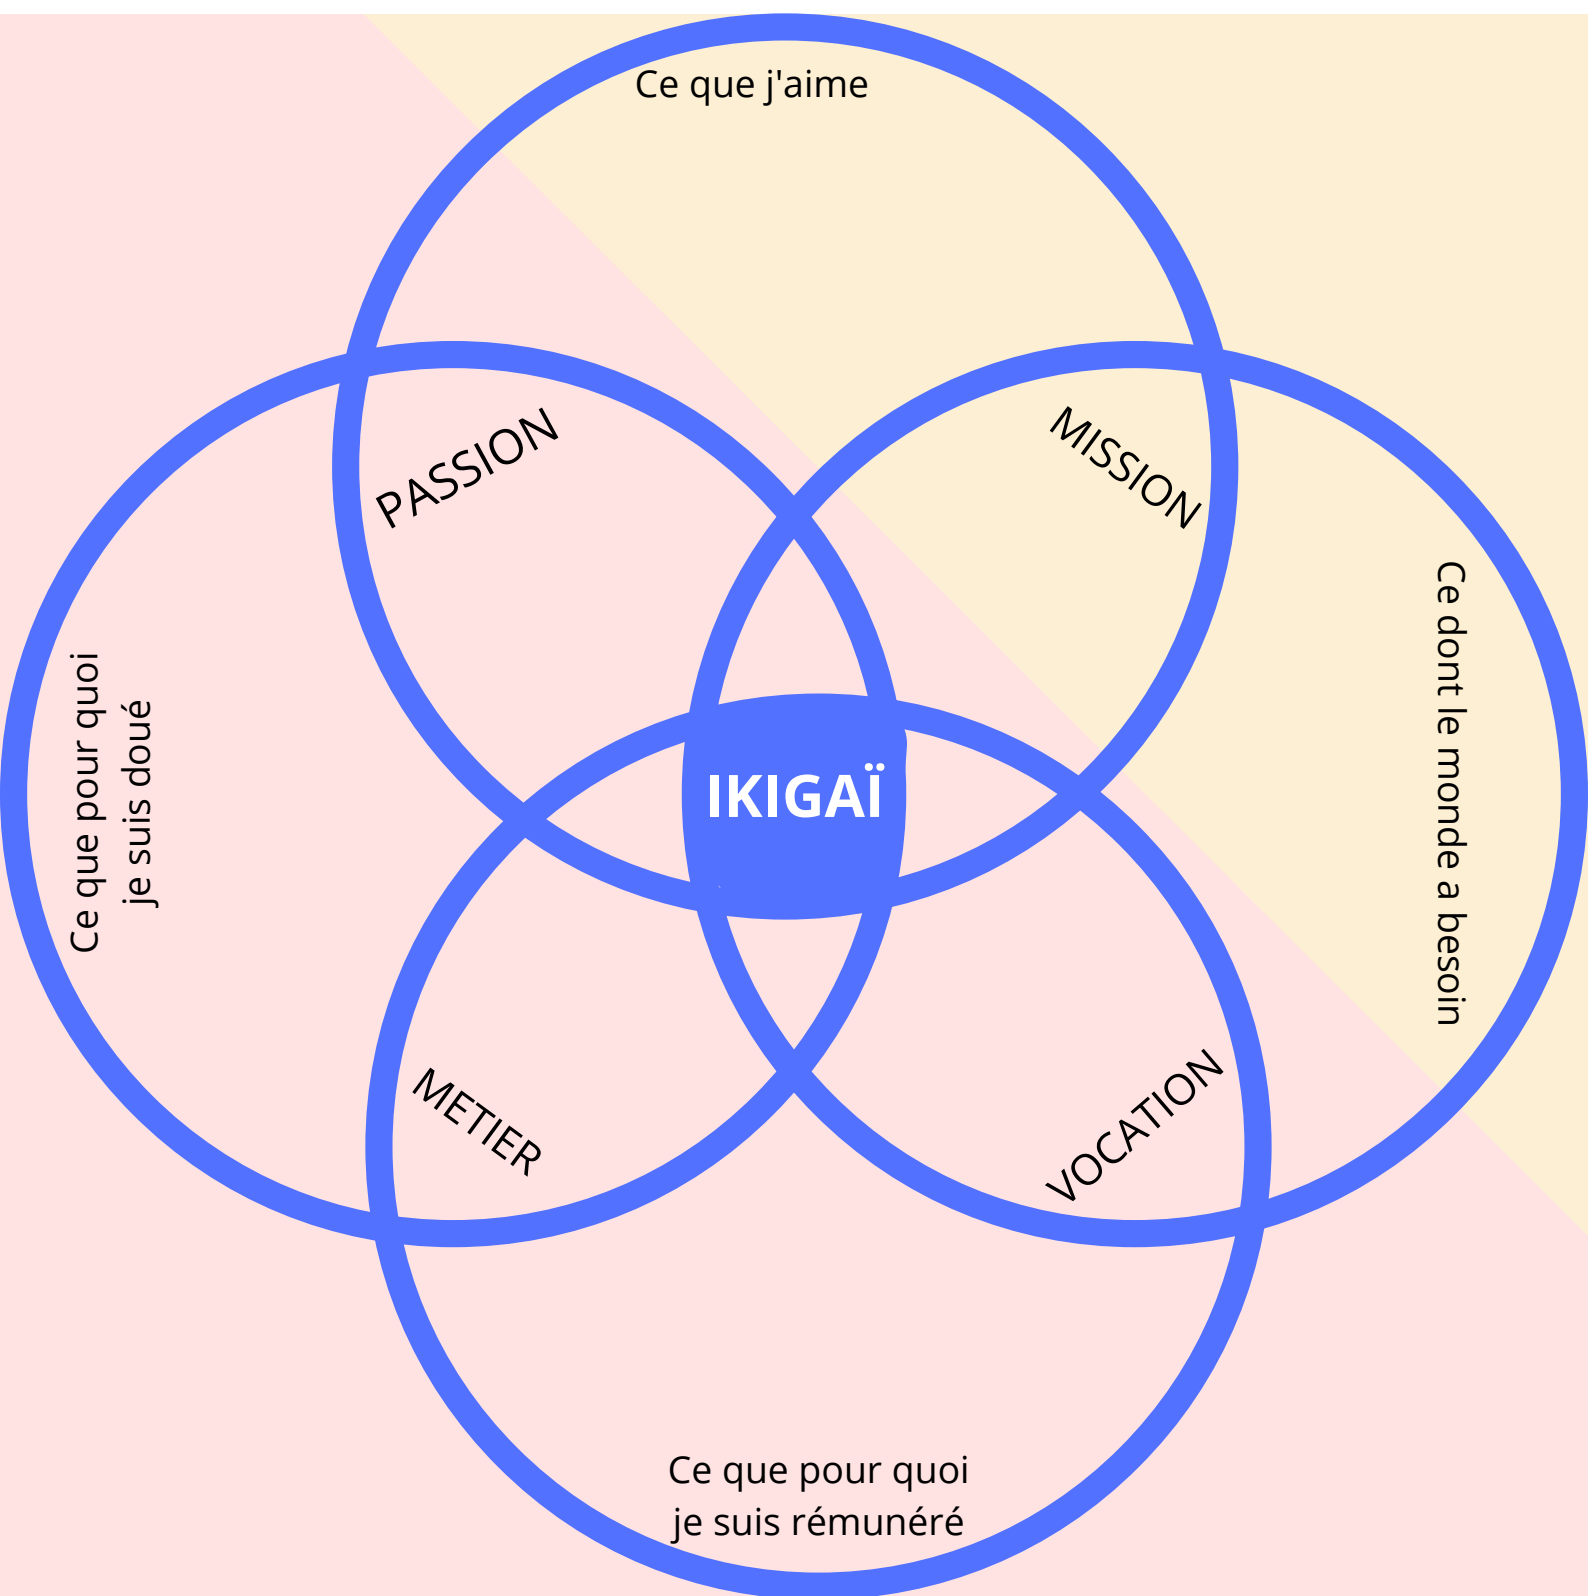 Ce que j'aime
PASSION
MISSION
Ce que pour quoi
je suis doué
IKIGAÏ
Ce dont le monde a besoin
METIER
VOCATION
Ce que pour quoi
je suis rémunéré